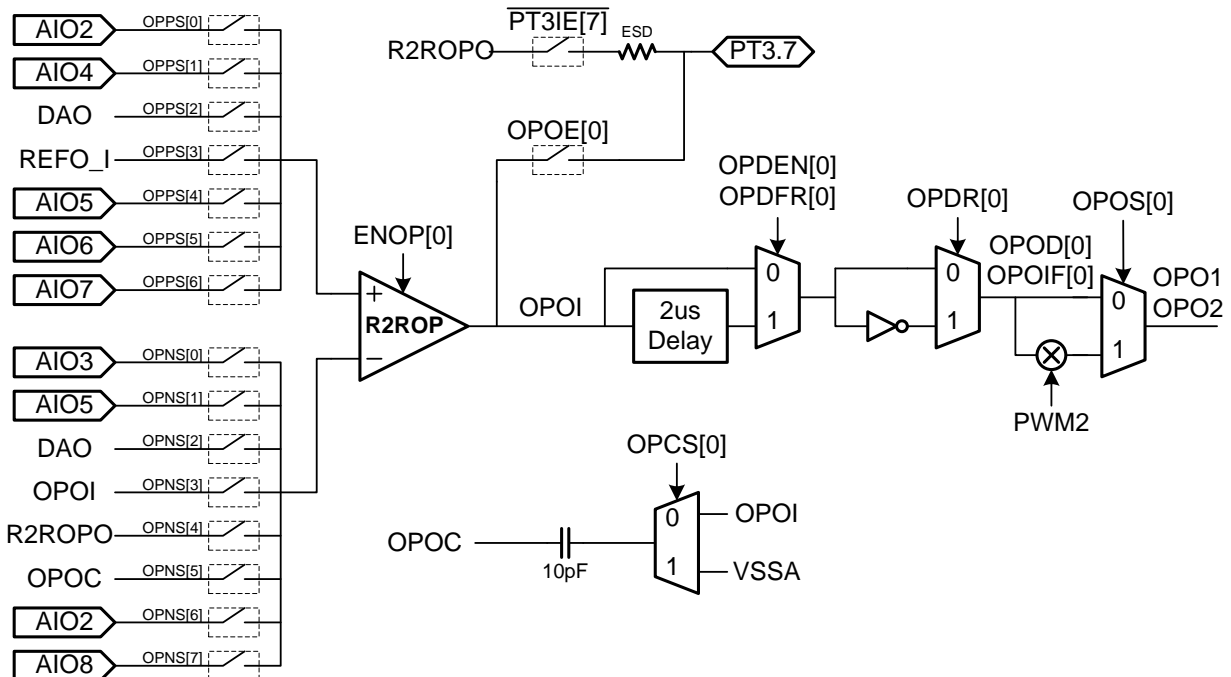 AIO2 OPPS[0]
AIO4 OPPS[1]
DAO OPPS[2]
REFO_I OPPS[3]
AIO5 OPPS[4]
AIO6 OPPS[5]
AIO7 OPPS[6]
AIO3 OPNS[0]
AIO5 OPNS[1]
DAO OPNS[2]
OPOI OPNS[3]
R2ROPO OPNS[4]
OPOC OPNS[5]
AIO2 OPNS[6]
AIO8 OPNS[7]
PT3IE[7]
R2ROPO ESD PT3.7
OPOE[0]
ENOP[0]
+
R2ROP
−
OPOI
2us
Delay
OPDEN[0]
OPDFR[0]
0
1
OPDR[0]
0
1
OPOD[0]
OPOIF[0]
PWM2
OPOS[0]
0
1
OPO1
OPO2
OPCS[0]
OPOC
10pF
0 OPOI
1 VSSA